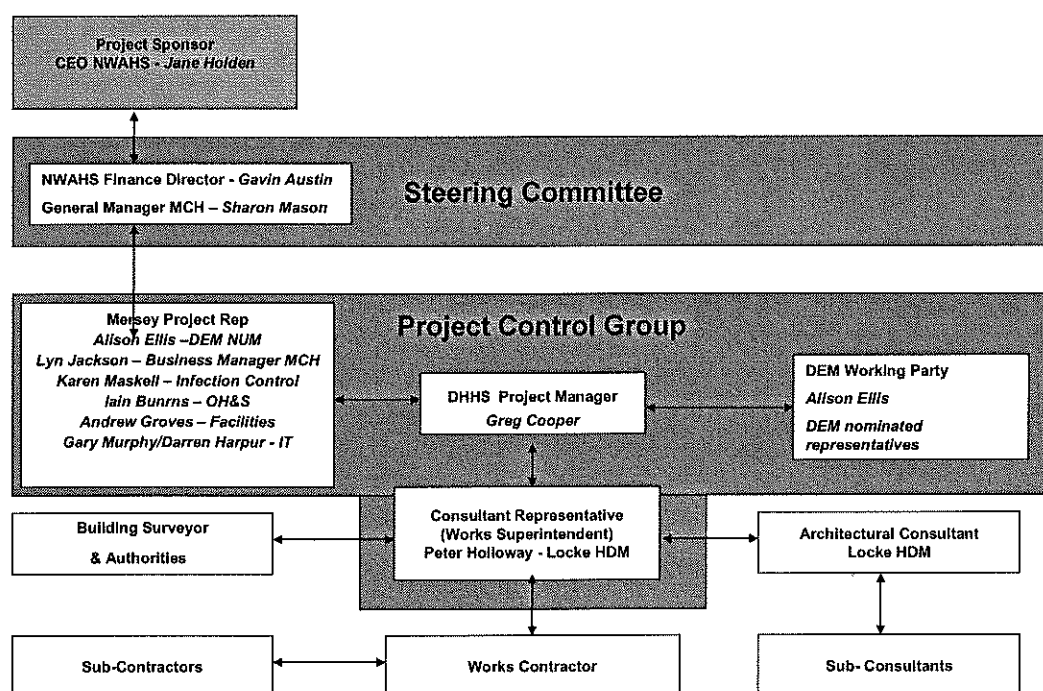 Project Sponsor
CEO NWAHS - Jane Holden
NWAHS Finance Director - Gavin Austin
General Manager MCH – Sharon Mason
Steering Committee
Mersey Project Rep
Alison Ellis –DEM NUM
Lyn Jackson – Business Manager MCH
Karen Maskell – Infection Control
Iain Bunrns – OH&S
Andrew Groves – Facilities
Gary Murphy/Darren Harpur - IT
Project Control Group
DHHS Project Manager
Greg Cooper
DEM Working Party
Alison Ellis
DEM nominated
representatives
Building Surveyor
& Authorities
Consultant Representative
(Works Superintendent)
Peter Holloway - Locke HDM
Architectural Consultant
Locke HDM
Sub-Contractors
Works Contractor
Sub- Consultants